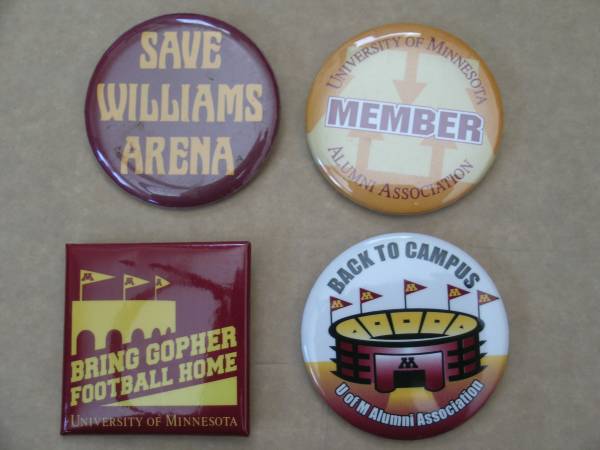 SAVE
WILLIAMS
ARENA
UNIVERSITY OF MINNESOTA
MEMBER
ALUMNI ASSOCIATION
M
BRING GOPHER
FOOTBALL HOME
UNIVERSITY OF MINNESOTA
BACK TO CAMPUS
M M M M M
M
U of M Alumni Association